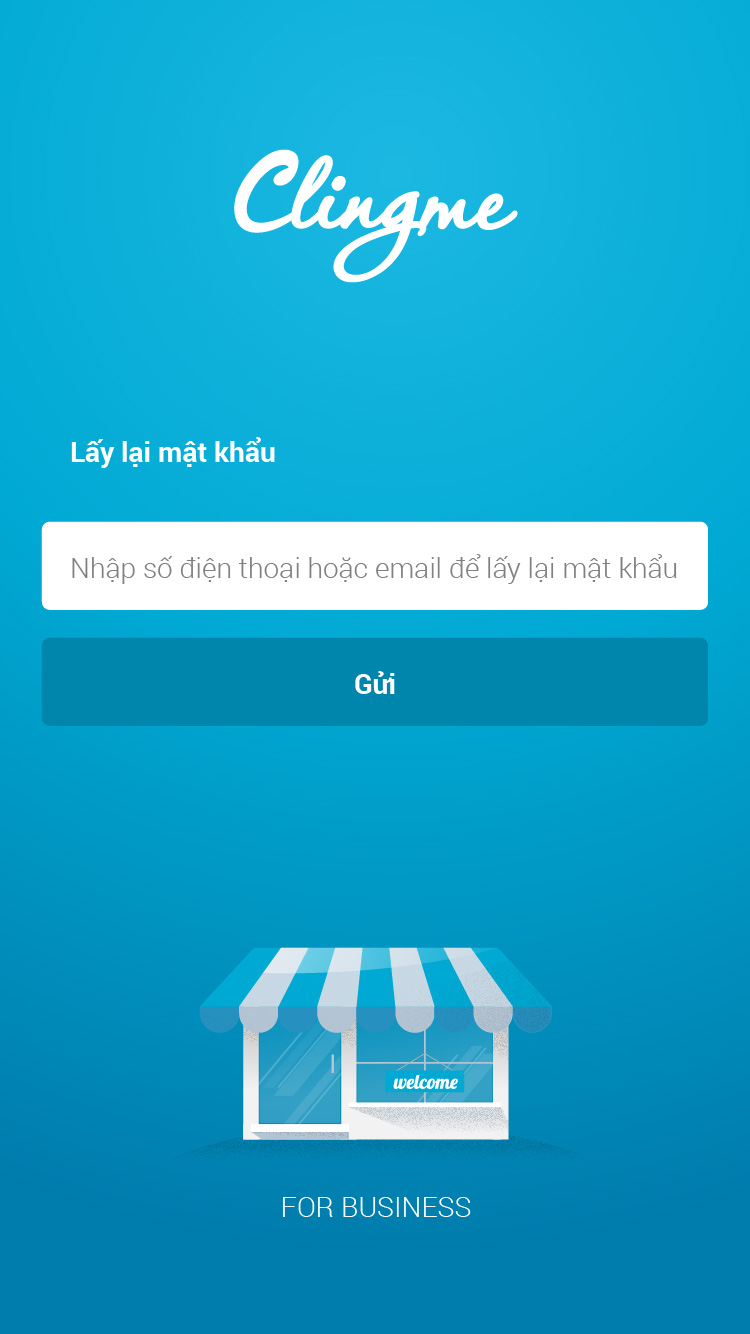 Clingme
Lấy lại mật khẩu
Nhập số điện thoại hoặc email để lấy lại mật khẩu
Gửi
welcome
FOR BUSINESS